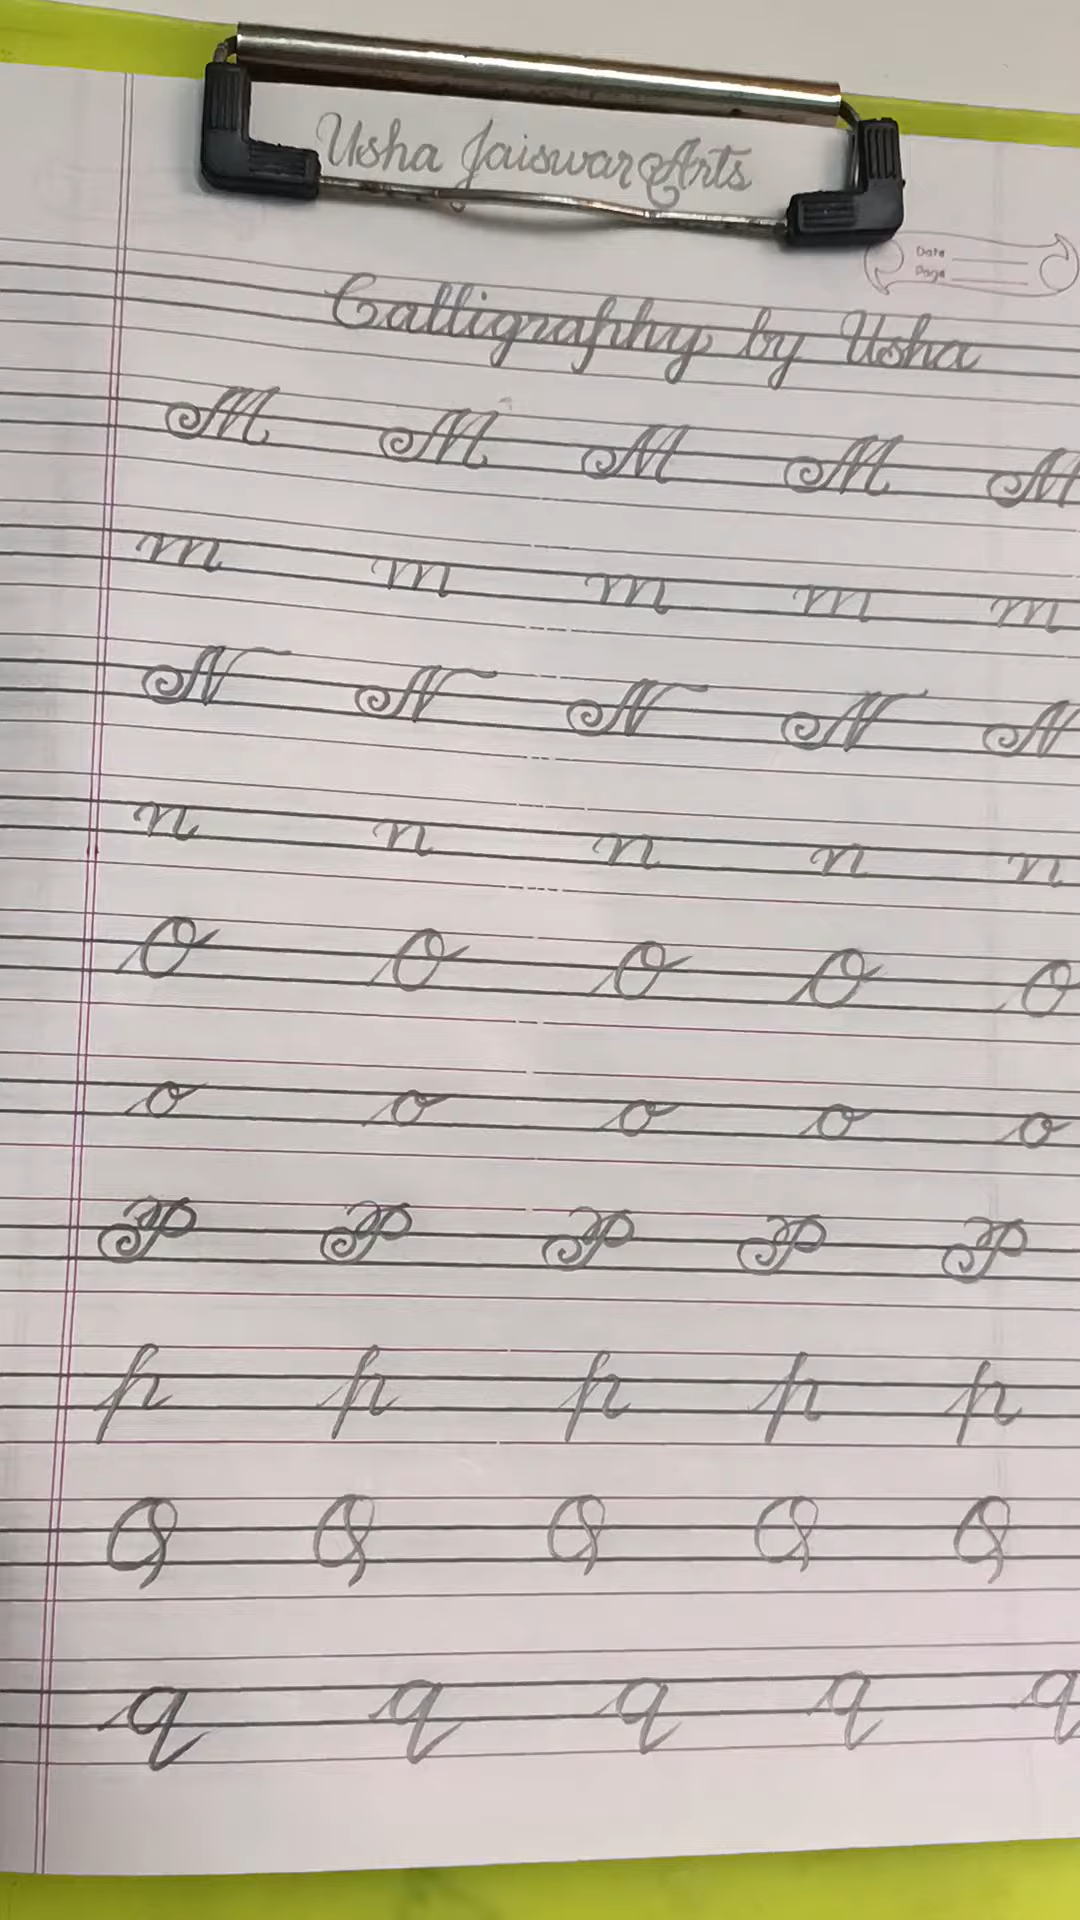 Usha Jaiswar Arts
Date
Page
Calligraphy by Usha
M M M M M
m m m m m
N N N N N
n n n n n
O O O O O
o o o o o
P P P P P
p p p p p
Q Q Q Q Q
q q q q q